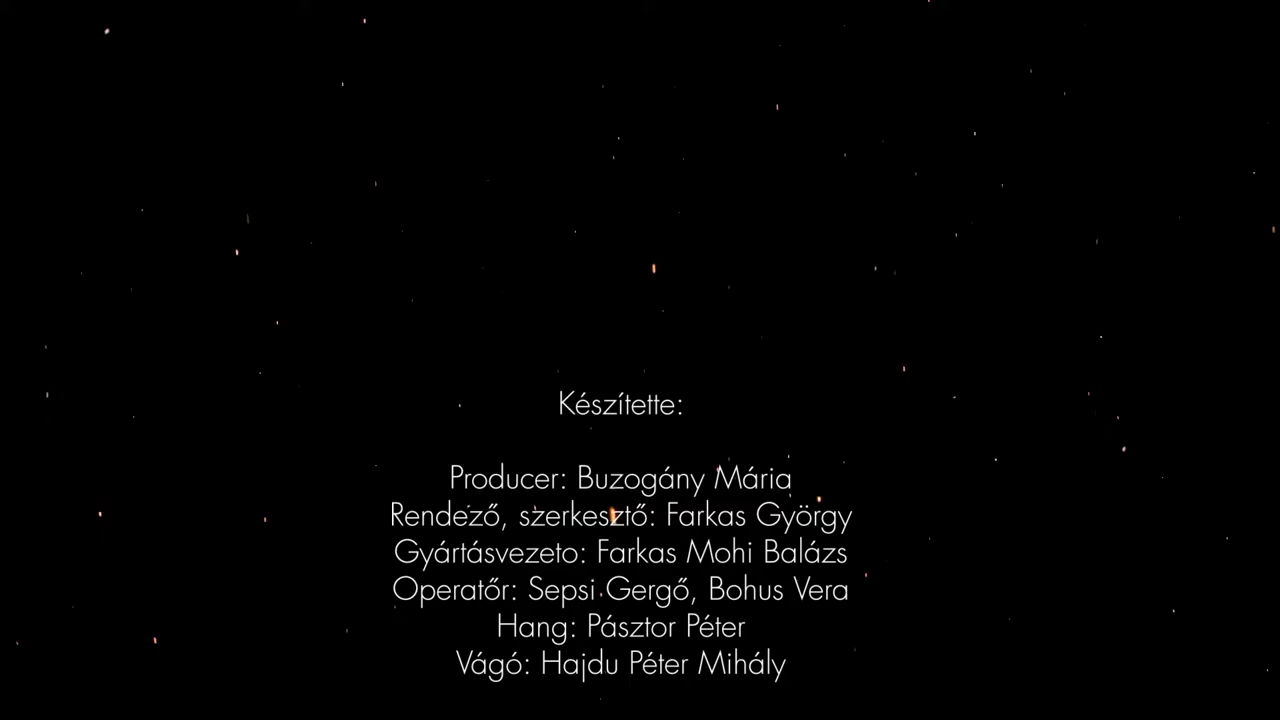 Készítette:
Producer: Buzogány Mária
Rendező, szerkesztő: Farkas György
Gyártásvezeto: Farkas Mohi Balázs
Operatőr: Sepsi Gergő, Bohus Vera
Hang: Pásztor Péter
Vágó: Hajdu Péter Mihály